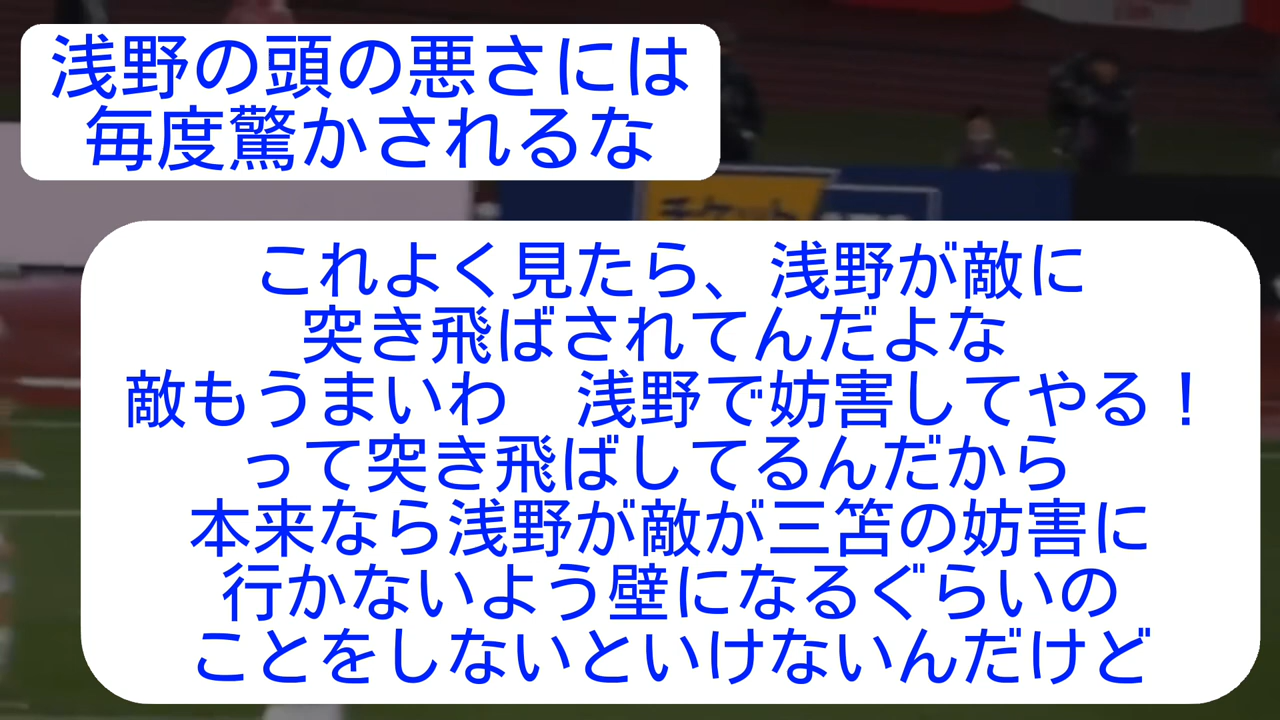 浅野の頭の悪さには
毎度驚かされるな
チケット
これよく見たら、浅野が敵に
突き飛ばされてんだよな
敵もうまいわ　浅野で妨害してやる！
って突き飛ばしてるんだから
本来なら浅野が敵が三笘の妨害に
行かないよう壁になるぐらいの
ことをしないといけないんだけど